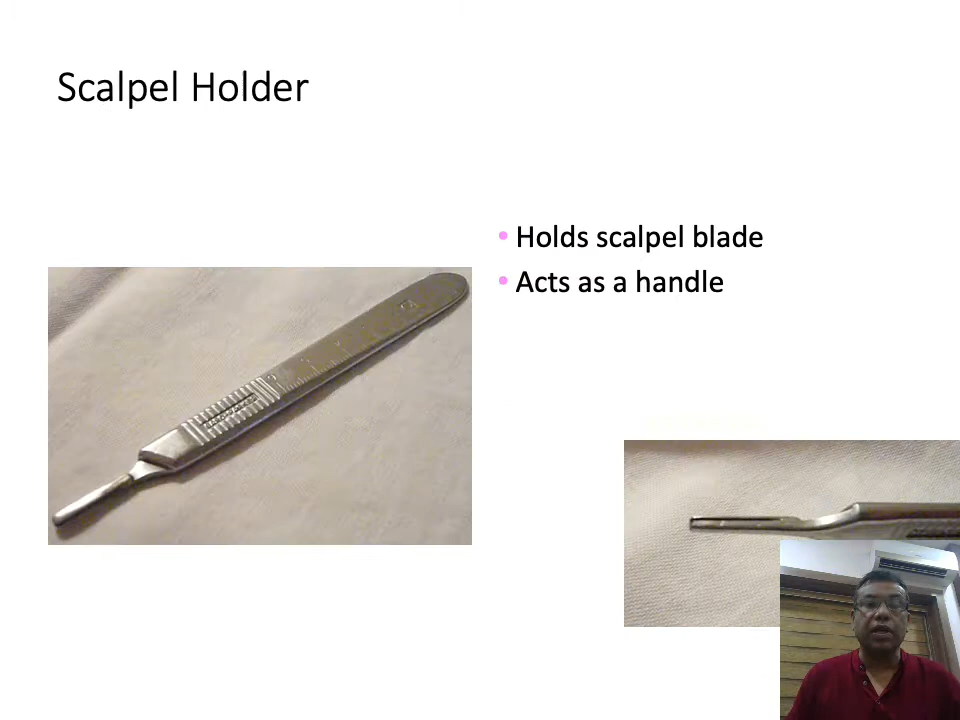 Scalpel Holder
• Holds scalpel blade
• Acts as a handle